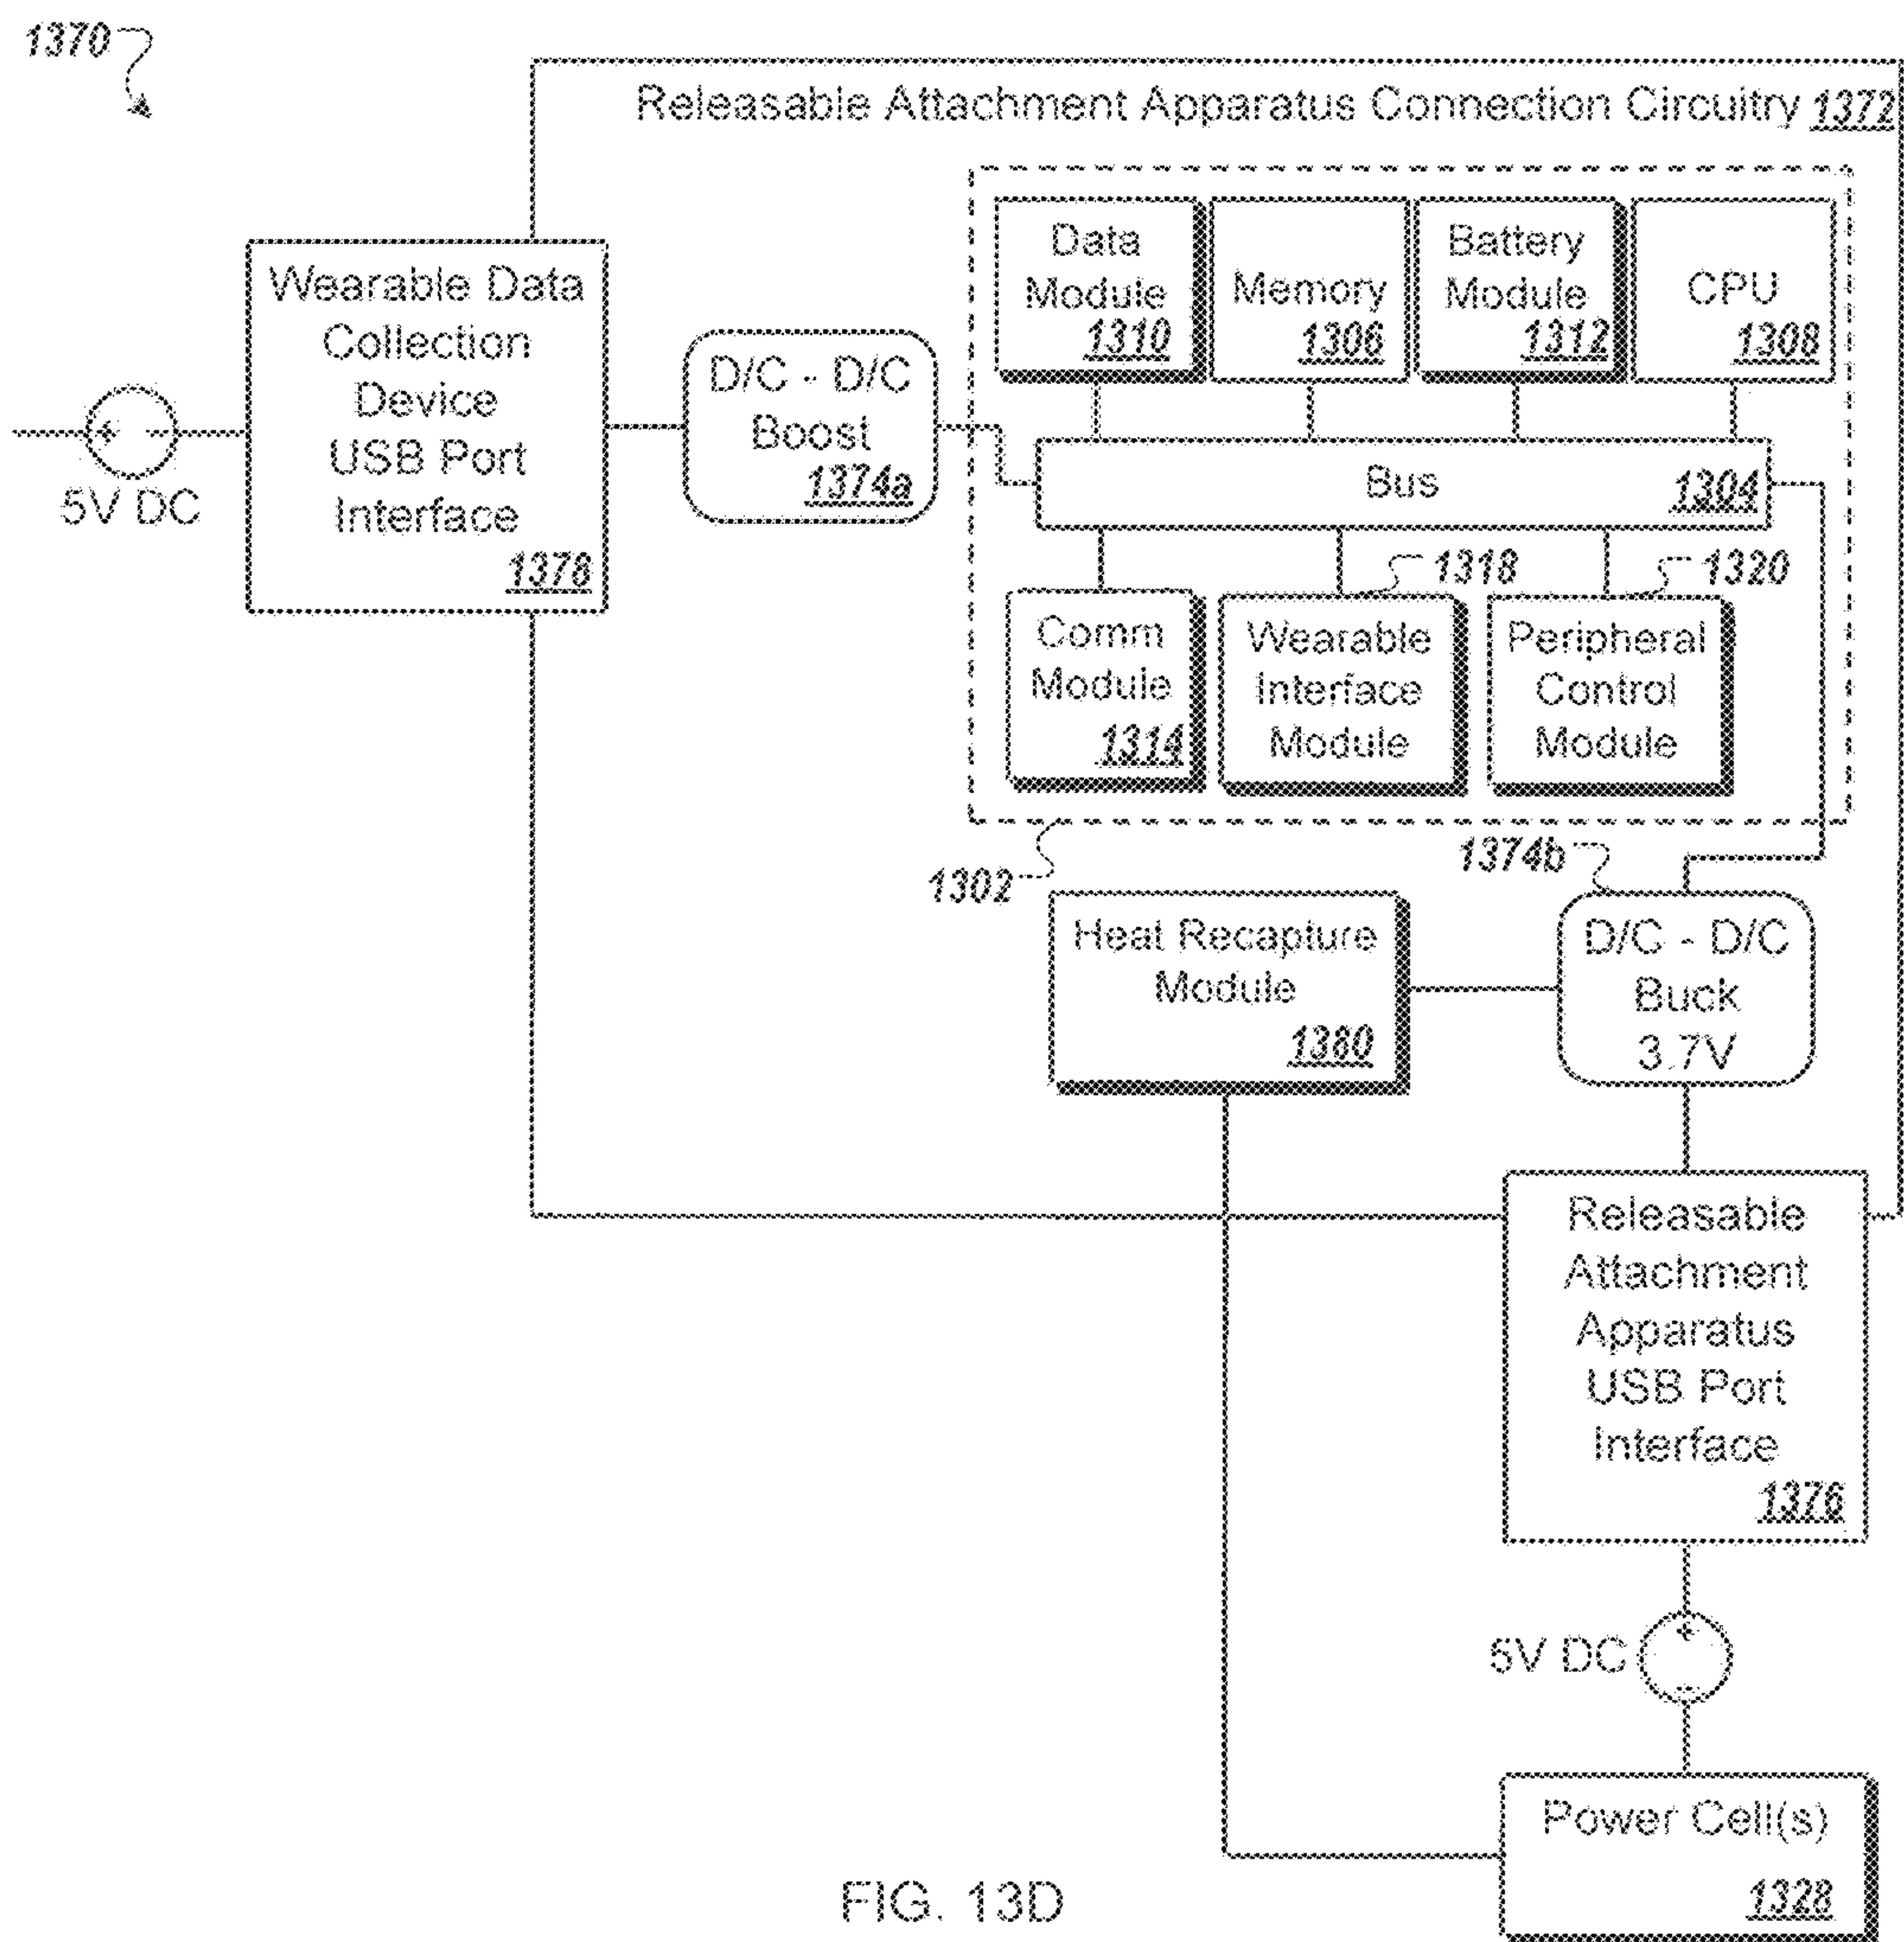 1370
Releasable Attachment Apparatus Connection Circuitry 1372
Wearable Data
Collection
Device
USB Port
Interface
1378
5V DC
D/C - D/C
Boost
1374a
Data
Module
1310
Memory
1306
Battery
Module
1312
CPU
1308
Bus
1304
1318
1320
Comm
Module
1314
Wearable
Interface
Module
Peripheral
Control
Module
1302
1374b
Heat Recapture
Module
1380
D/C - D/C
Buck
3.7V
Releasable
Attachment
Apparatus
USB Port
Interface
1376
5V DC
Power Cell(s)
1328
FIG. 13D